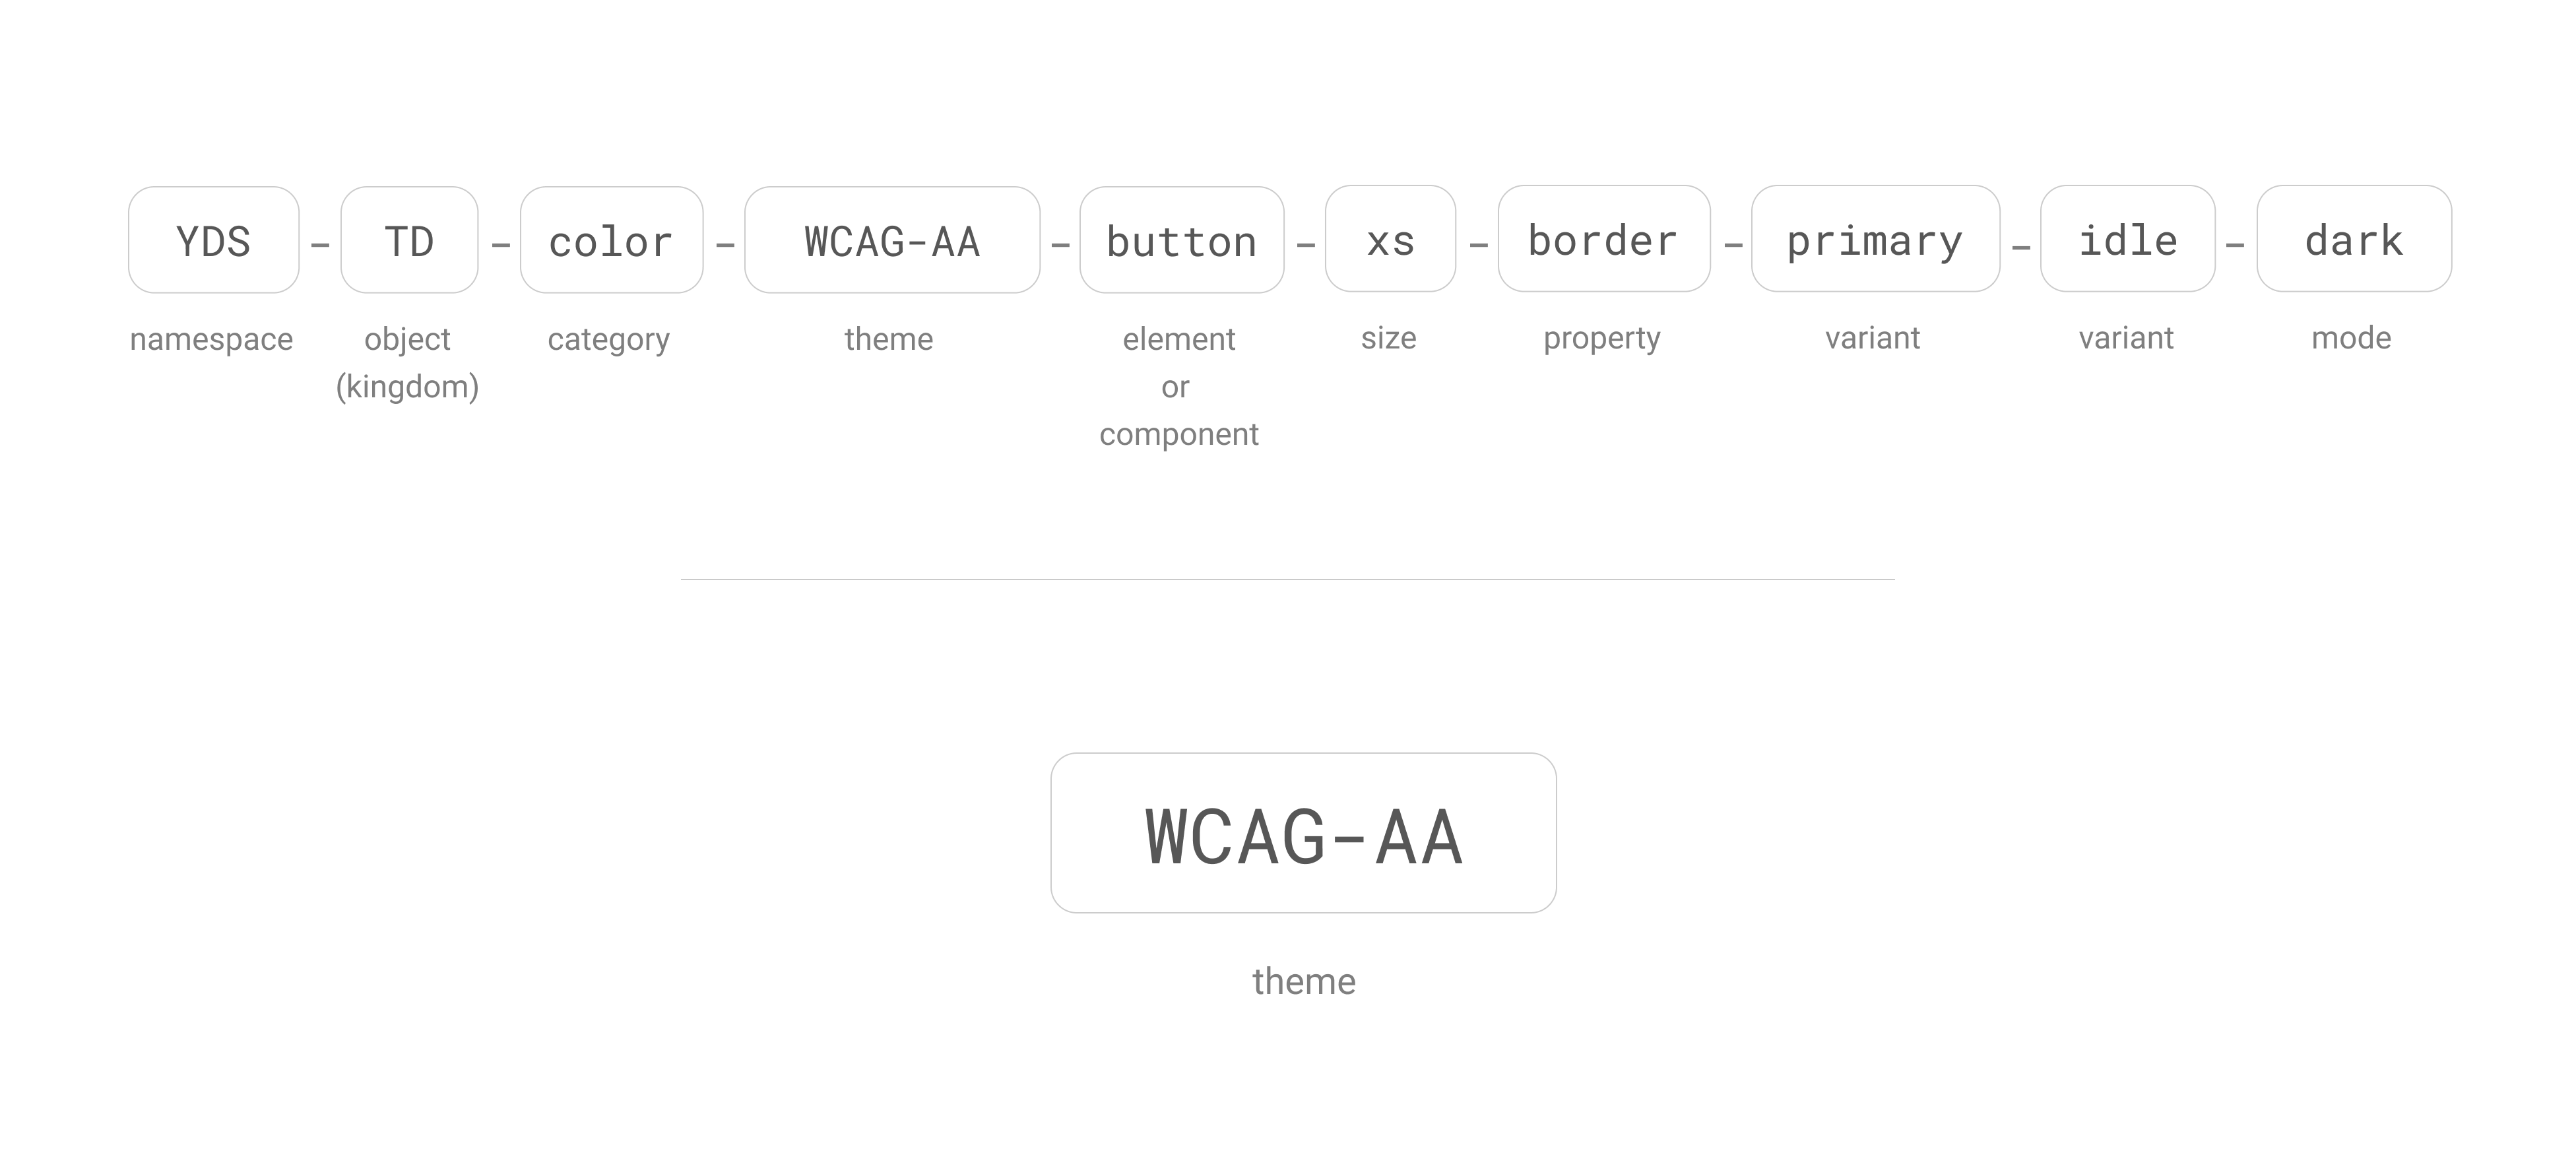 YDS – TD – color – WCAG-AA – button – xs – border – primary – idle – dark
namespace object category theme element size property variant variant mode
(kingdom) or
component
WCAG-AA
theme